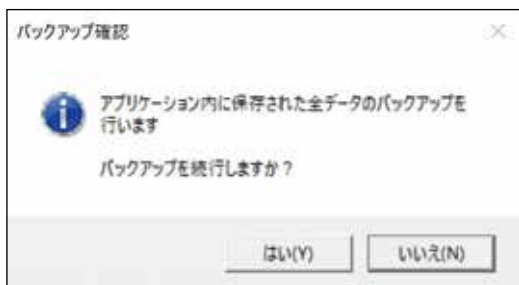 バックアップ確認
アプリケーション内に保存された全データのバックアップを
行います
バックアップを続行しますか？
はい(Y)
いいえ(N)